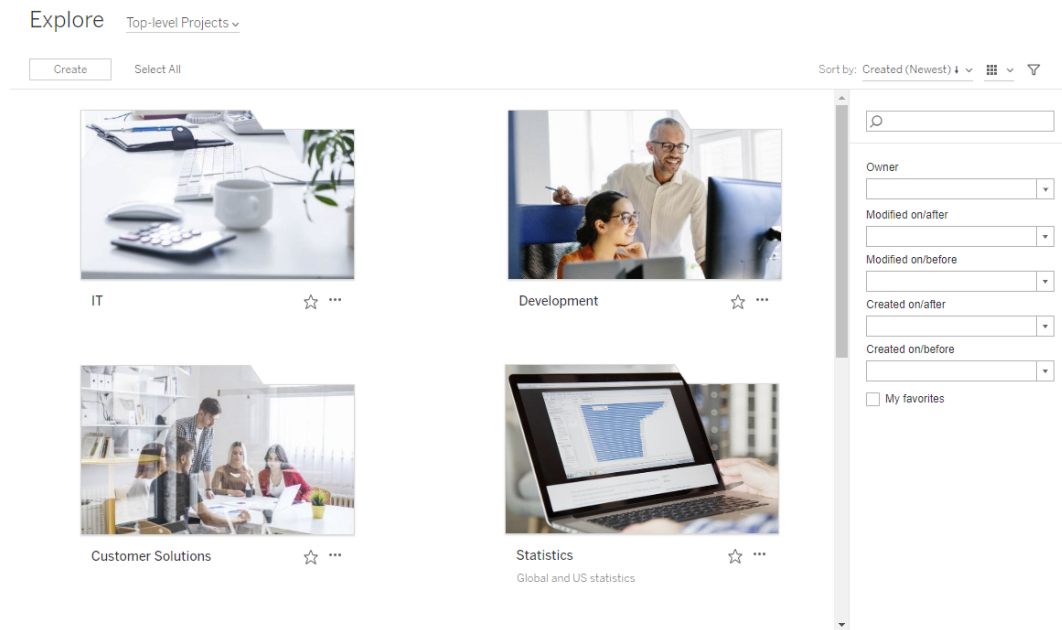 Explore
Top-level Projects
Create
Select All
Sort by: Created (Newest)
Owner
Modified on/after
Modified on/before
Created on/after
Created on/before
My favorites
IT
Development
Customer Solutions
Statistics
Global and US statistics